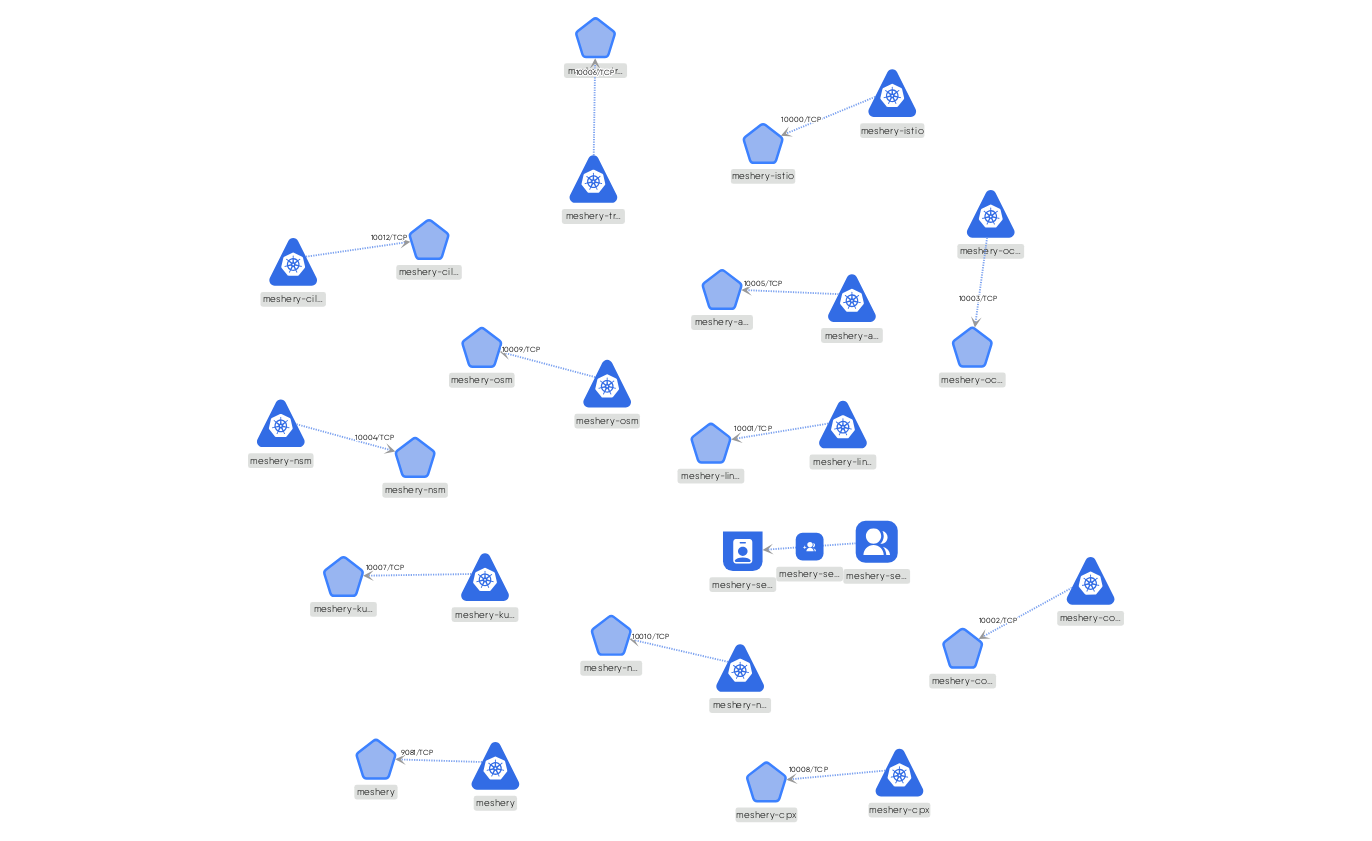 10006/TCP
meshery-istio
10000/TCP
meshery-istio
meshery-tr...
10012/TCP
meshery-cil...
meshery-cil...
meshery-oc...
10003/TCP
meshery-oc...
10005/TCP
meshery-a...
meshery-a...
10009/TCP
meshery-osm
meshery-osm
10004/TCP
meshery-nsm
meshery-nsm
10001/TCP
meshery-lin...
meshery-lin...
meshery-se...
meshery-se...
meshery-se...
10007/TCP
meshery-ku...
meshery-ku...
10002/TCP
meshery-co...
meshery-co...
10010/TCP
meshery-n...
meshery-n...
9081/TCP
meshery
meshery
10008/TCP
meshery-cpx
meshery-cpx